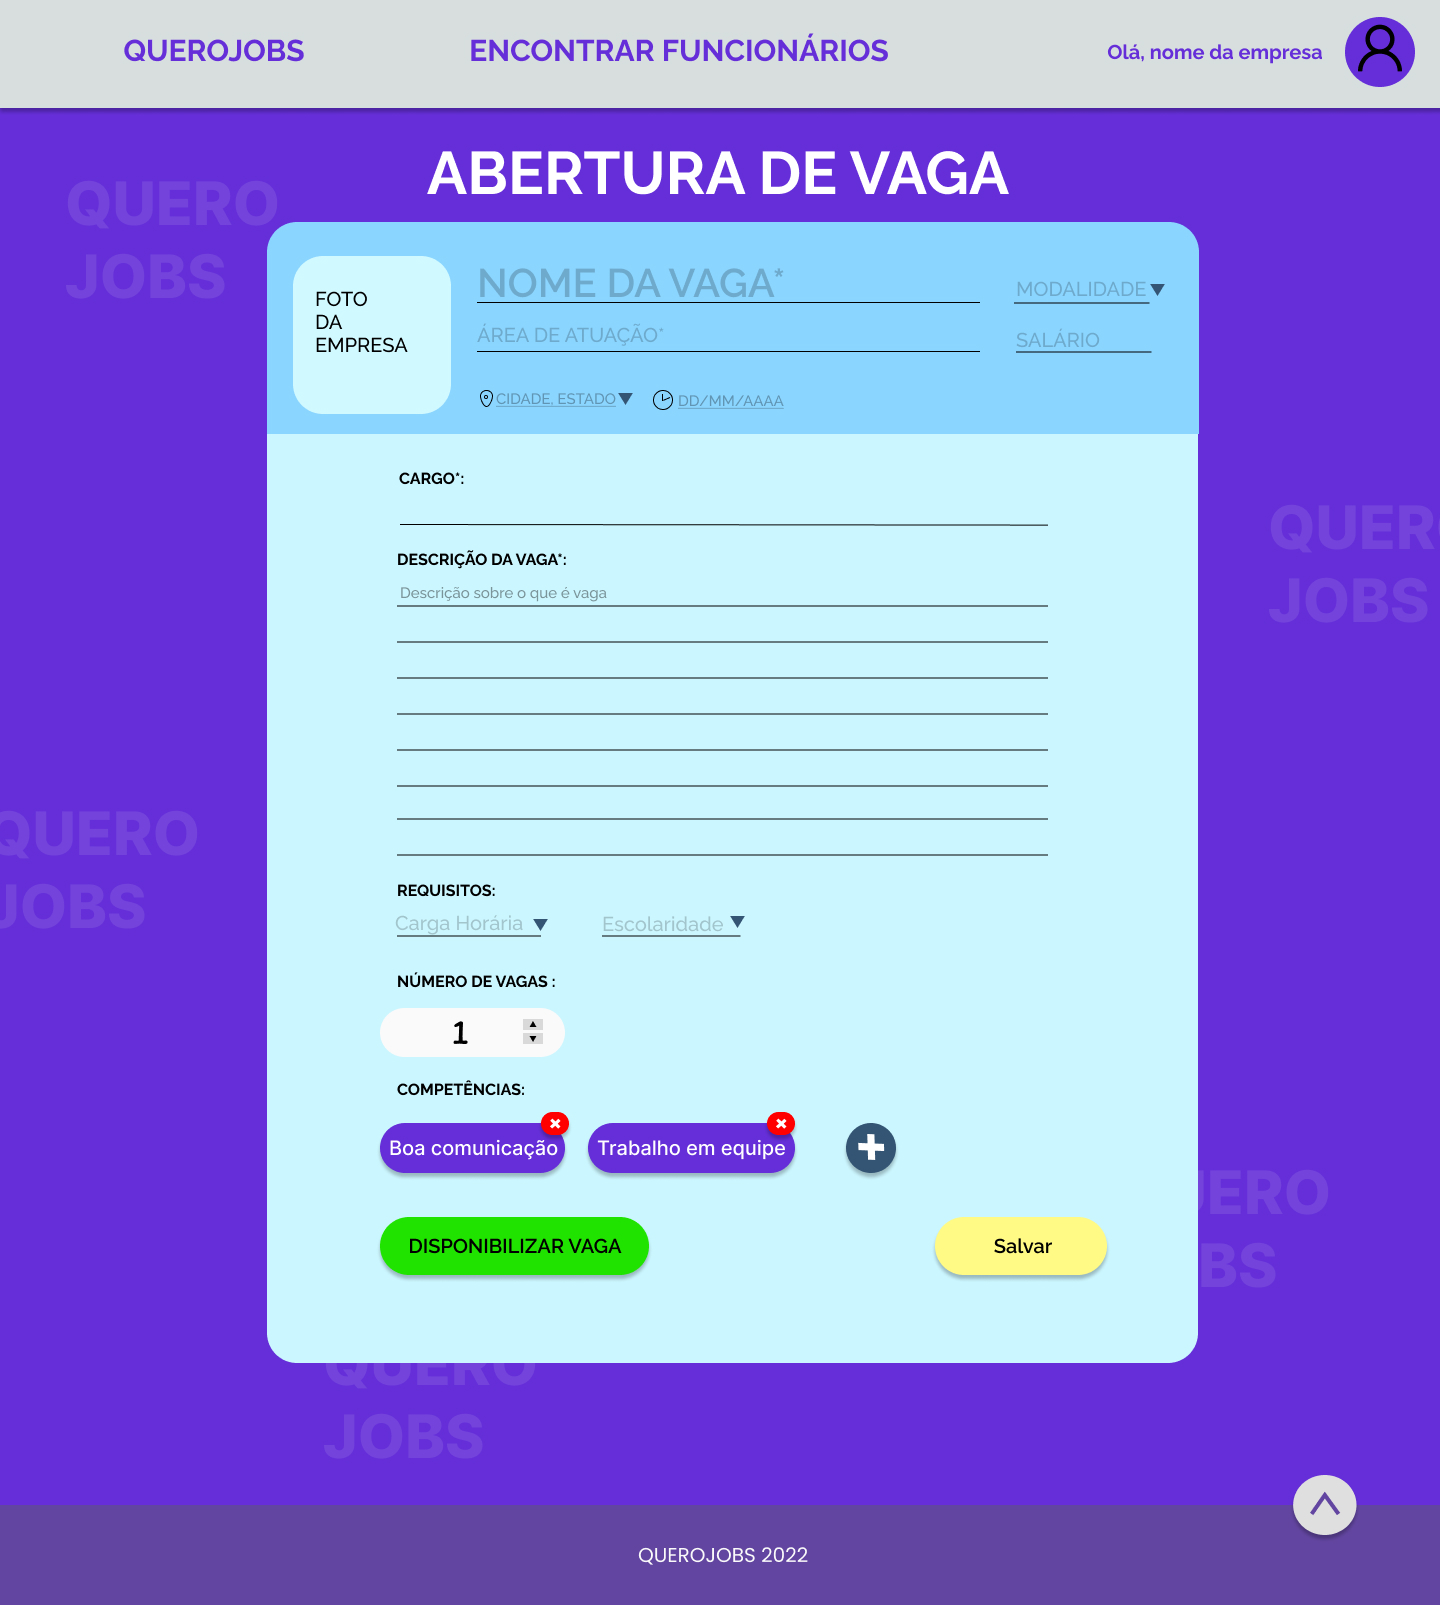 QUEROJOBS
ENCONTRAR FUNCIONÁRIOS
Olá, nome da empresa
ABERTURA DE VAGA
QUERO
JOBS
FOTO
DA
EMPRESA
NOME DA VAGA*
MODALIDADE
ÁREA DE ATUAÇÃO*
SALÁRIO
CIDADE, ESTADO
DD/MM/AAAA
CARGO*:
QUER
JOBS
DESCRIÇÃO DA VAGA*:
Descrição sobre o que é vaga
QUERO
JOBS
REQUISITOS:
Carga Horária
Escolaridade
NÚMERO DE VAGAS :
1
COMPETÊNCIAS:
Boa comunicação
Trabalho em equipe
UERO
BS
DISPONIBILIZAR VAGA
Salvar
QUERO
JOBS
QUEROJOBS 2022